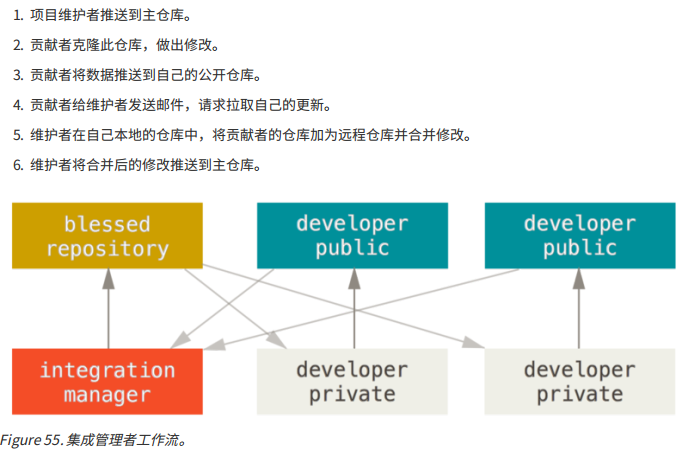 1. 项目维护者推送到主仓库。
2. 贡献者克隆此仓库，做出修改。
3. 贡献者将数据推送到自己的公开仓库。
4. 贡献者给维护者发送邮件，请求拉取自己的更新。
5. 维护者在自己本地的仓库中，将贡献者的仓库加为远程仓库并合并修改。
6. 维护者将合并后的修改推送到主仓库。
blessed
repository
developer
public
developer
public
integration
manager
developer
private
developer
private
Figure 55. 集成管理者工作流。